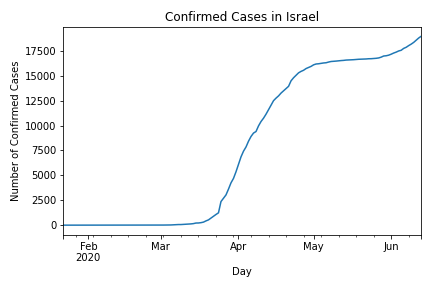 Confirmed Cases in Israel
Number of Confirmed Cases
17500
15000
12500
10000
7500
5000
2500
0
Feb Mar Apr May Jun
2020
Day